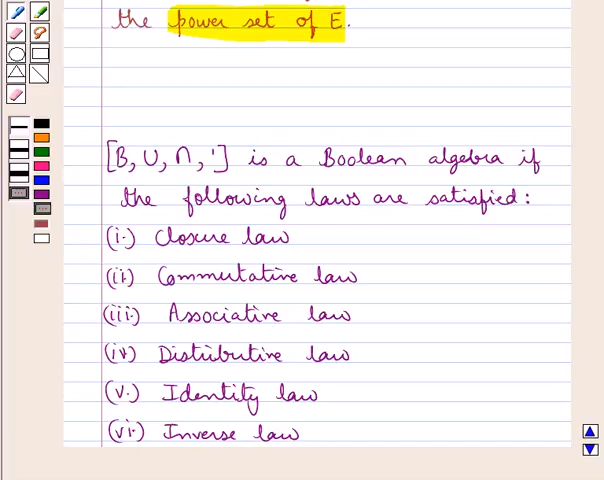 the power set of E.
[B, U, ∩, '] is a Boolean algebra if
the following laws are satisfied:
(i.) Closure law
(ii) Commutative law
(iii.) Associative law
(iv) Distributive law
(v.) Identity law
(vi.) Inverse law